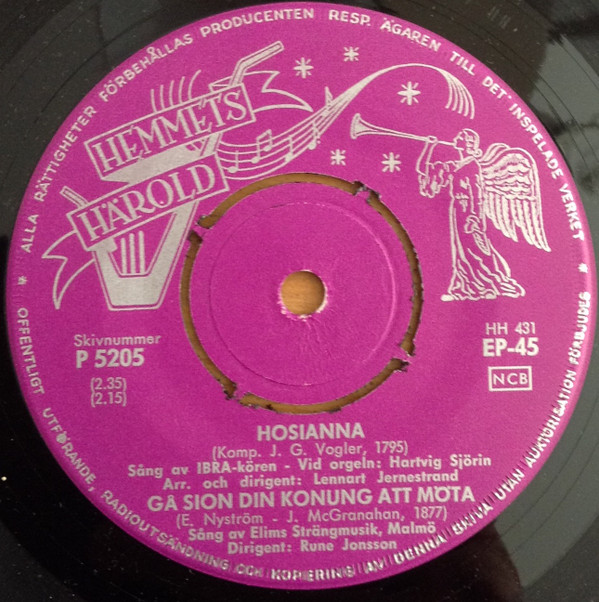 * ALLA RÄTTIGHETER FÖRBEHÅLLAS PRODUCENTEN RESP. ÄGAREN TILL DET INSPELADE VERKET *
OFFENTLIGT UTFÖRANDE, RADIOUTSÄNDNING OCH KOPIERING AV DENNA SKIVA UTAN AUKTORISATION FÖRBJUDES
HEMMETS
HÄROLD
Skivnummer
P 5205
(2.35)
(2.15)
HH 431
EP-45
NCB
HOSIANNA
(Komp. J. G. Vogler, 1795)
Sång av IBRA-kören - Vid orgeln: Hartvig Sjörin
Arr. och dirigent: Lennart Jernestrand
GÅ SION DIN KONUNG ATT MÖTA
(E. Nyström - J. McGranahan, 1877)
Sång av Elims Strängmusik, Malmö
Dirigent: Rune Jonsson